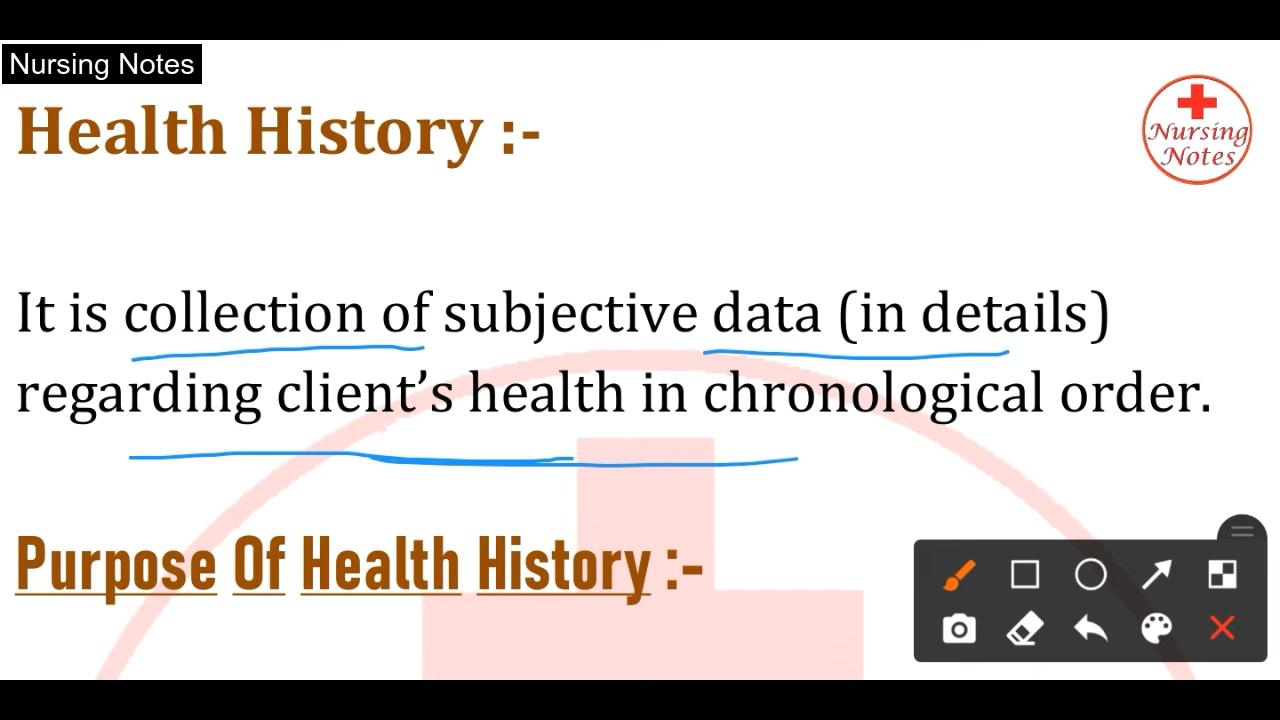 Nursing Notes
Health History :-
Nursing
Notes
It is collection of subjective data (in details)
regarding client’s health in chronological order.
Purpose Of Health History :-